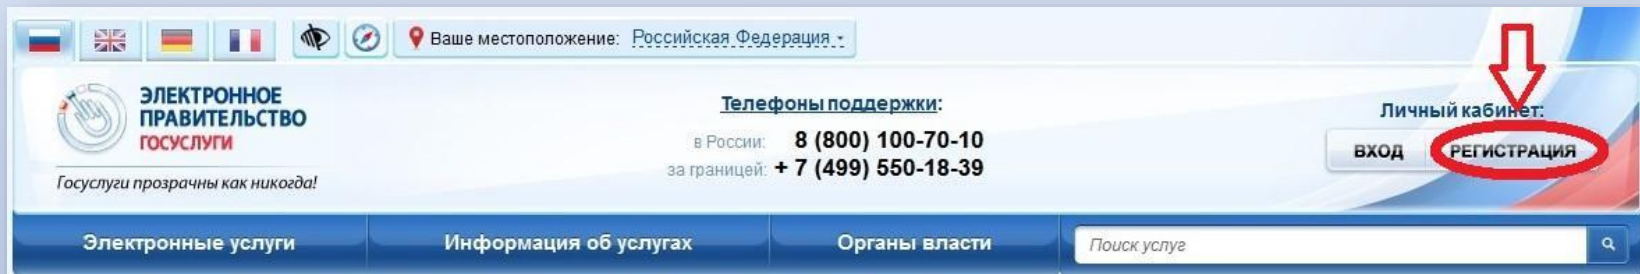 Ваше местоположение: Российская Федерация
ЭЛЕКТРОННОЕ
ПРАВИТЕЛЬСТВО
ГОСУСЛУГИ
Госуслуги прозрачны как никогда!
Телефоны поддержки:
в России: 8 (800) 100-70-10
за границей: + 7 (499) 550-18-39
Личный кабинет:
ВХОД РЕГИСТРАЦИЯ
Электронные услуги Информация об услугах Органы власти Поиск услуг